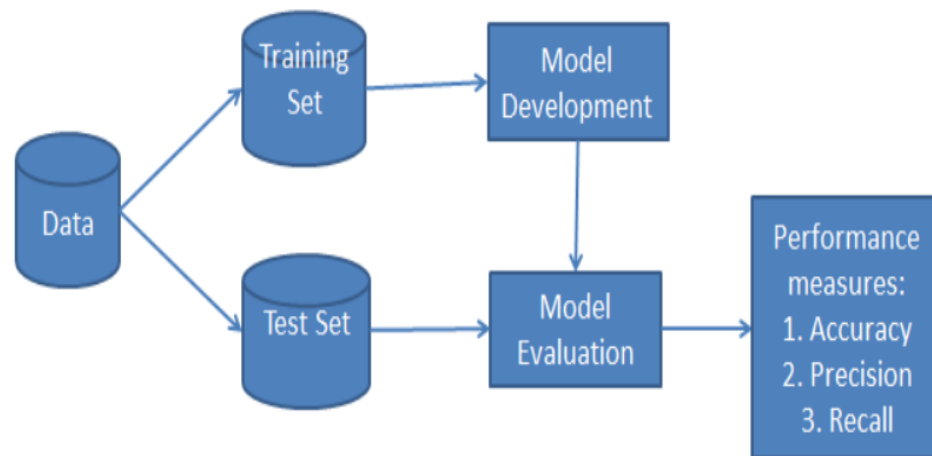 Training
Set
Model
Development
Data
Test Set
Model
Evaluation
Performance
measures:
1. Accuracy
2. Precision
3. Recall